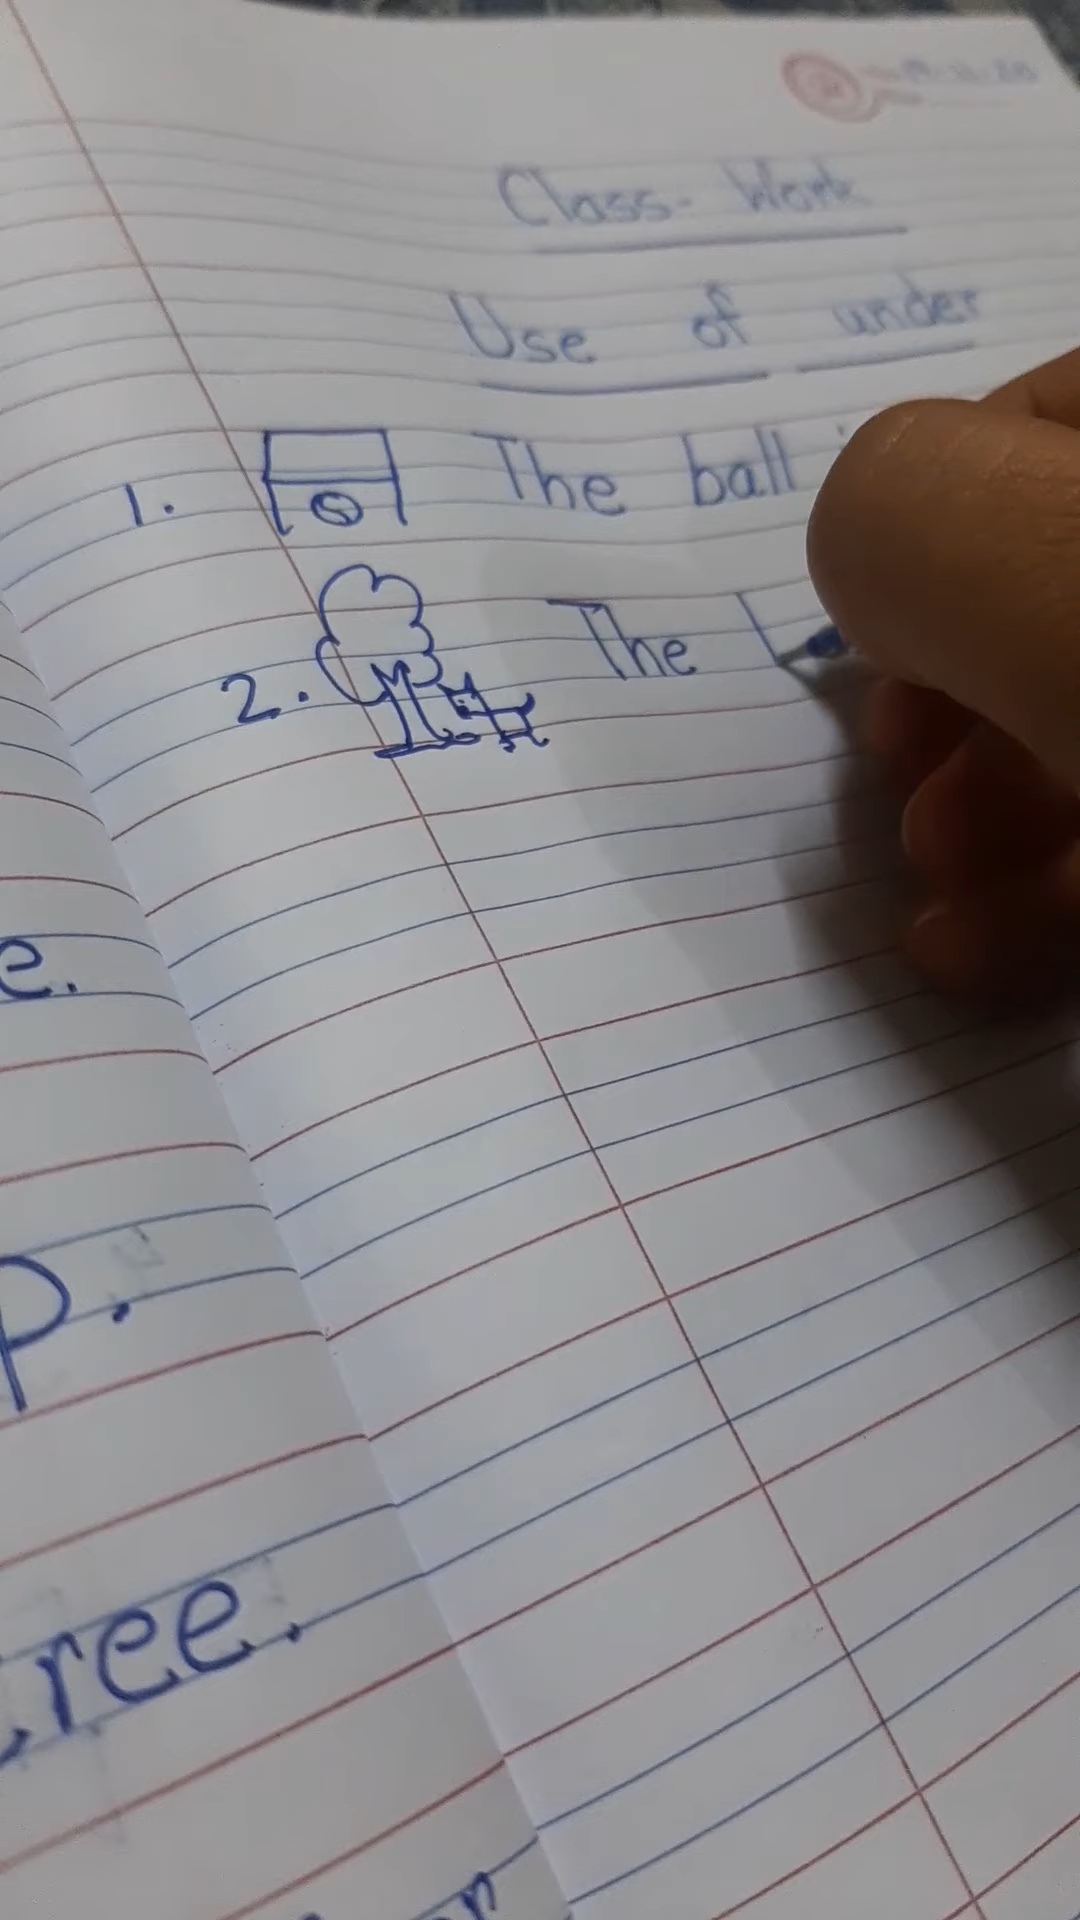 Class- Work
Use of under
1. The ball
2. The
e.
p.
ree.